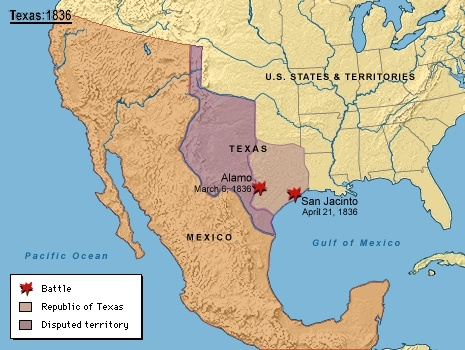 Texas:1836
U.S. STATES & TERRITORIES
TEXAS
Alamo
March 6, 1836
San Jacinto
April 21, 1836
MEXICO
Gulf of Mexico
Pacific Ocean
Battle
Republic of Texas
Disputed territory